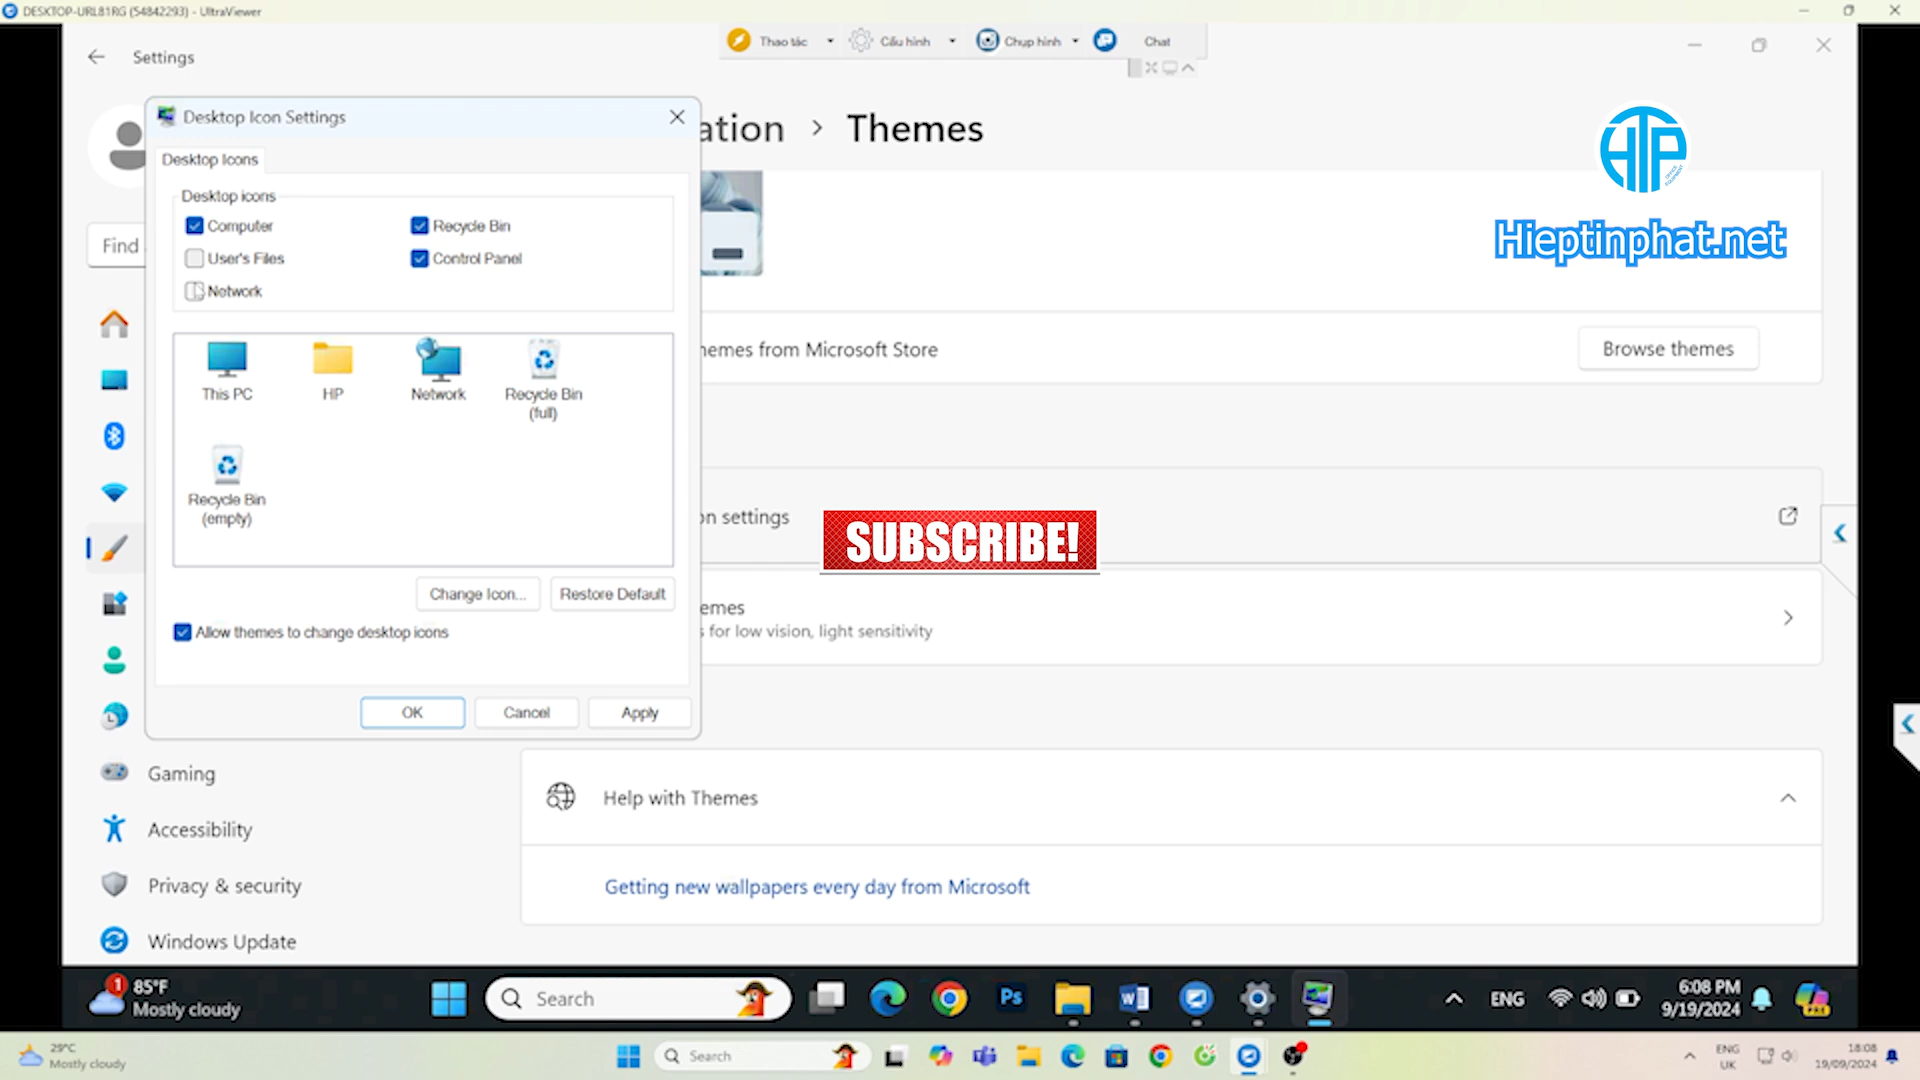 DESKTOP-URL81RG (54842293) - UltraViewer
Thao tác
Cấu hình
Chụp hình
Chat
Settings
Desktop Icon Settings
Desktop Icons
Desktop icons
Computer
Recycle Bin
User's Files
Control Panel
Network
This PC
HP
Network
Recycle Bin
(full)
Recycle Bin
(empty)
Change Icon...
Restore Default
Allow themes to change desktop icons
OK
Cancel
Apply
ation > Themes
HTP
Hieptinphat.net
Find
hemes from Microsoft Store
Browse themes
on settings
SUBSCRIBE!
emes
s for low vision, light sensitivity
Gaming
Accessibility
Privacy & security
Windows Update
Help with Themes
Getting new wallpapers every day from Microsoft
1
85°F
Mostly cloudy
Search
Ps
W
ENG
6:08 PM
9/19/2024
PRE
29°C
Mostly cloudy
Search
ENG
UK
18:08
19/09/2024